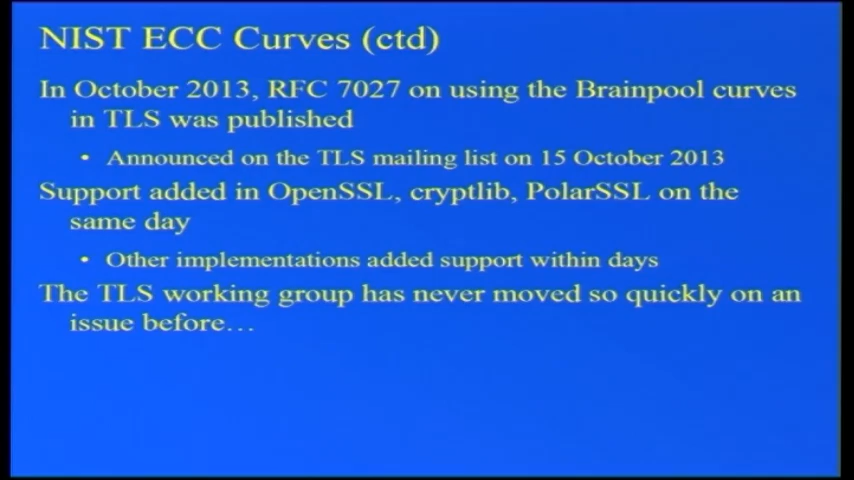 NIST ECC Curves (ctd)
In October 2013, RFC 7027 on using the Brainpool curves
in TLS was published
• Announced on the TLS mailing list on 15 October 2013
Support added in OpenSSL, cryptlib, PolarSSL on the
same day
• Other implementations added support within days
The TLS working group has never moved so quickly on an
issue before…